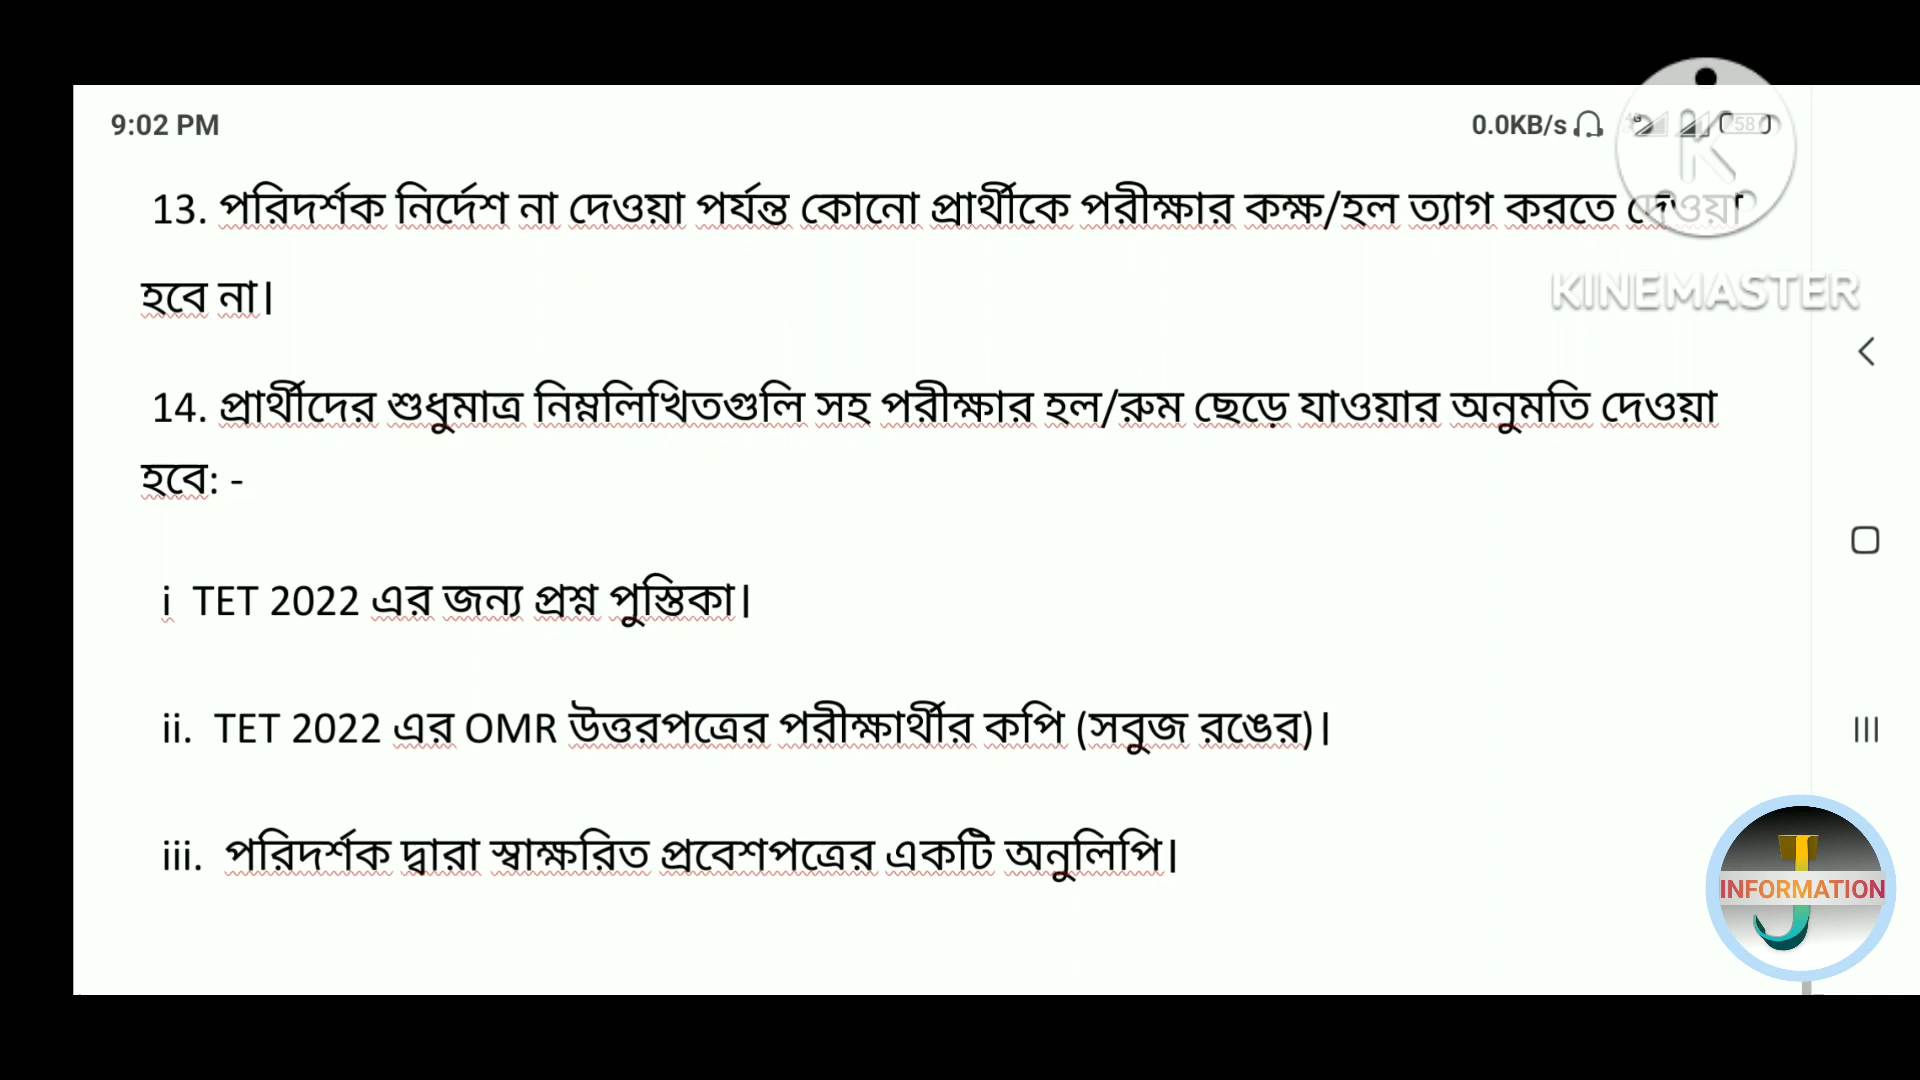 9:02 PM
0.0KB/s
4G
58
13. পরিদর্শক নির্দেশ না দেওয়া পর্যন্ত কোনো প্রার্থীকে পরীক্ষার কক্ষ/হল ত্যাগ করতে দেওয়া
হবে না।
K
KINEMASTER
14. প্রার্থীদের শুধুমাত্র নিম্নলিখিতগুলি সহ পরীক্ষার হল/রুম ছেড়ে যাওয়ার অনুমতি দেওয়া
হবে: -
i TET 2022 এর জন্য প্রশ্ন পুস্তিকা।
ii. TET 2022 এর OMR উত্তরপত্রের পরীক্ষার্থীর কপি (সবুজ রঙের)।
iii. পরিদর্শক দ্বারা স্বাক্ষরিত প্রবেশপত্রের একটি অনুলিপি।
J
INFORMATION